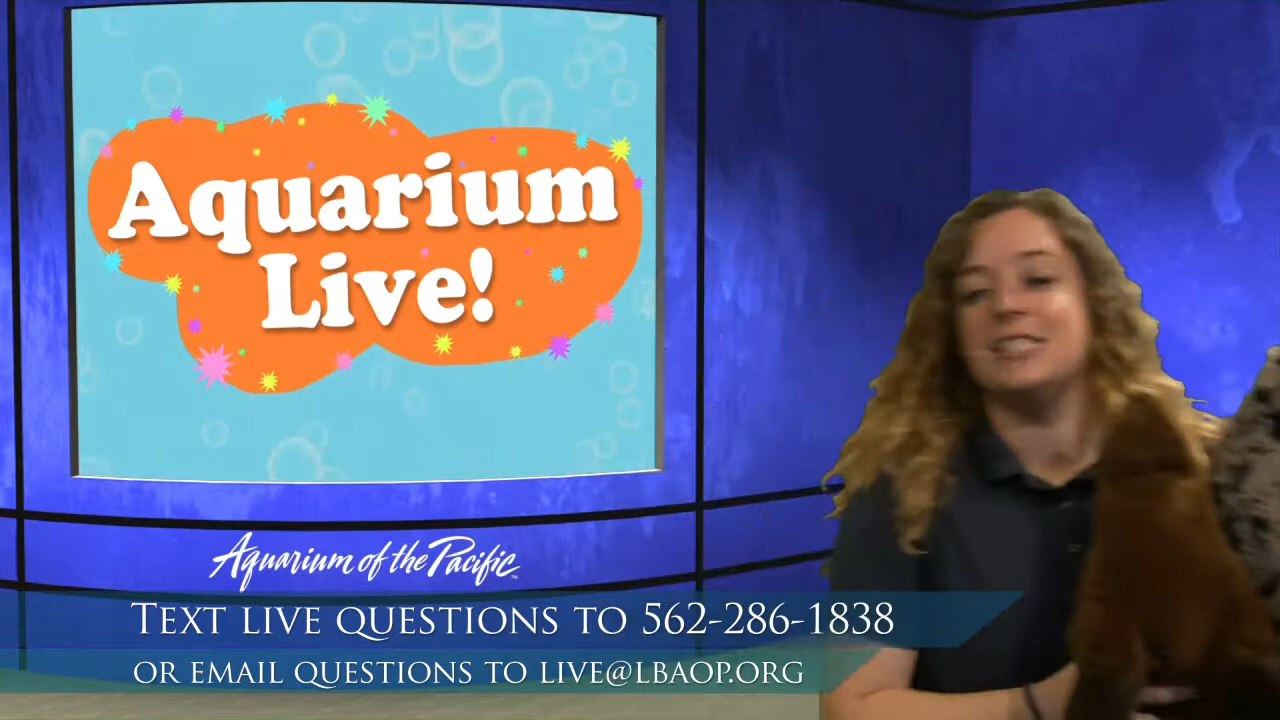 Aquarium
Live!
Aquarium of the Pacific™
TEXT LIVE QUESTIONS TO 562-286-1838
OR EMAIL QUESTIONS TO LIVE@LBAOP.ORG